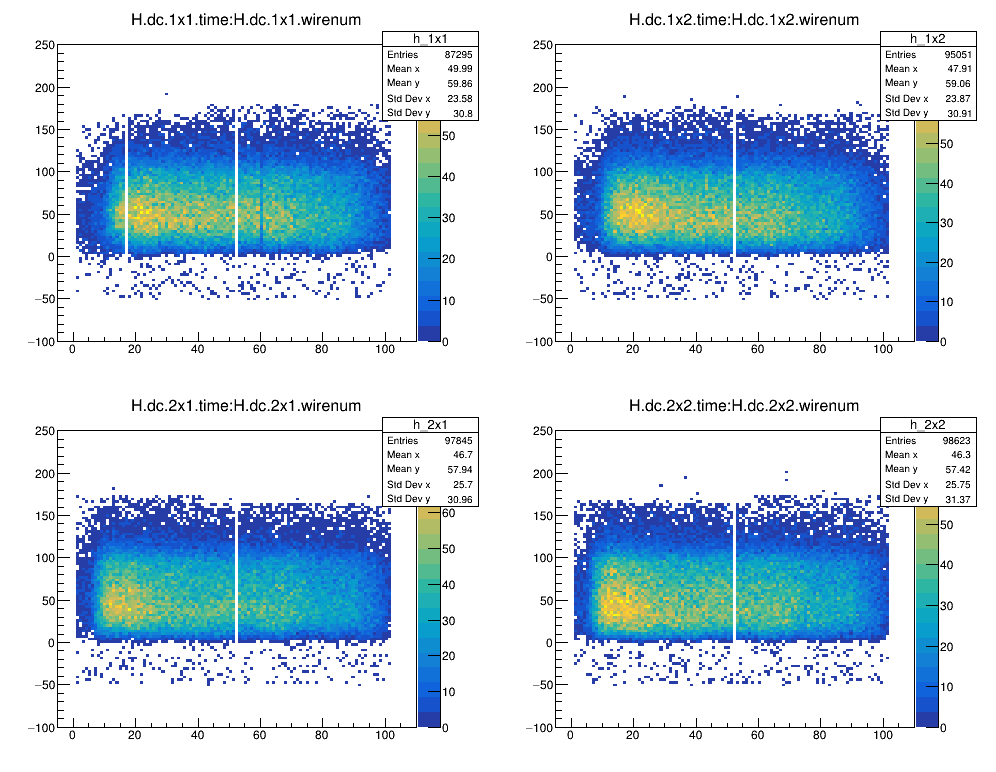 H.dc.1x1.time:H.dc.1x1.wirenum
h_1x1
Entries 87295
Mean x 49.99
Mean y 59.86
Std Dev x 23.58
Std Dev y 30.8
250
200
150
100
50
0
−50
−100
0 20 40 60 80 100
50
40
30
20
10
0
H.dc.1x2.time:H.dc.1x2.wirenum
h_1x2
Entries 95051
Mean x 47.91
Mean y 59.06
Std Dev x 23.87
Std Dev y 30.91
250
200
150
100
50
0
−50
−100
0 20 40 60 80 100
50
40
30
20
10
0
H.dc.2x1.time:H.dc.2x1.wirenum
h_2x1
Entries 97845
Mean x 46.7
Mean y 57.94
Std Dev x 25.7
Std Dev y 30.96
250
200
150
100
50
0
−50
−100
0 20 40 60 80 100
60
50
40
30
20
10
0
H.dc.2x2.time:H.dc.2x2.wirenum
h_2x2
Entries 98623
Mean x 46.3
Mean y 57.42
Std Dev x 25.75
Std Dev y 31.37
250
200
150
100
50
0
−50
−100
0 20 40 60 80 100
50
40
30
20
10
0